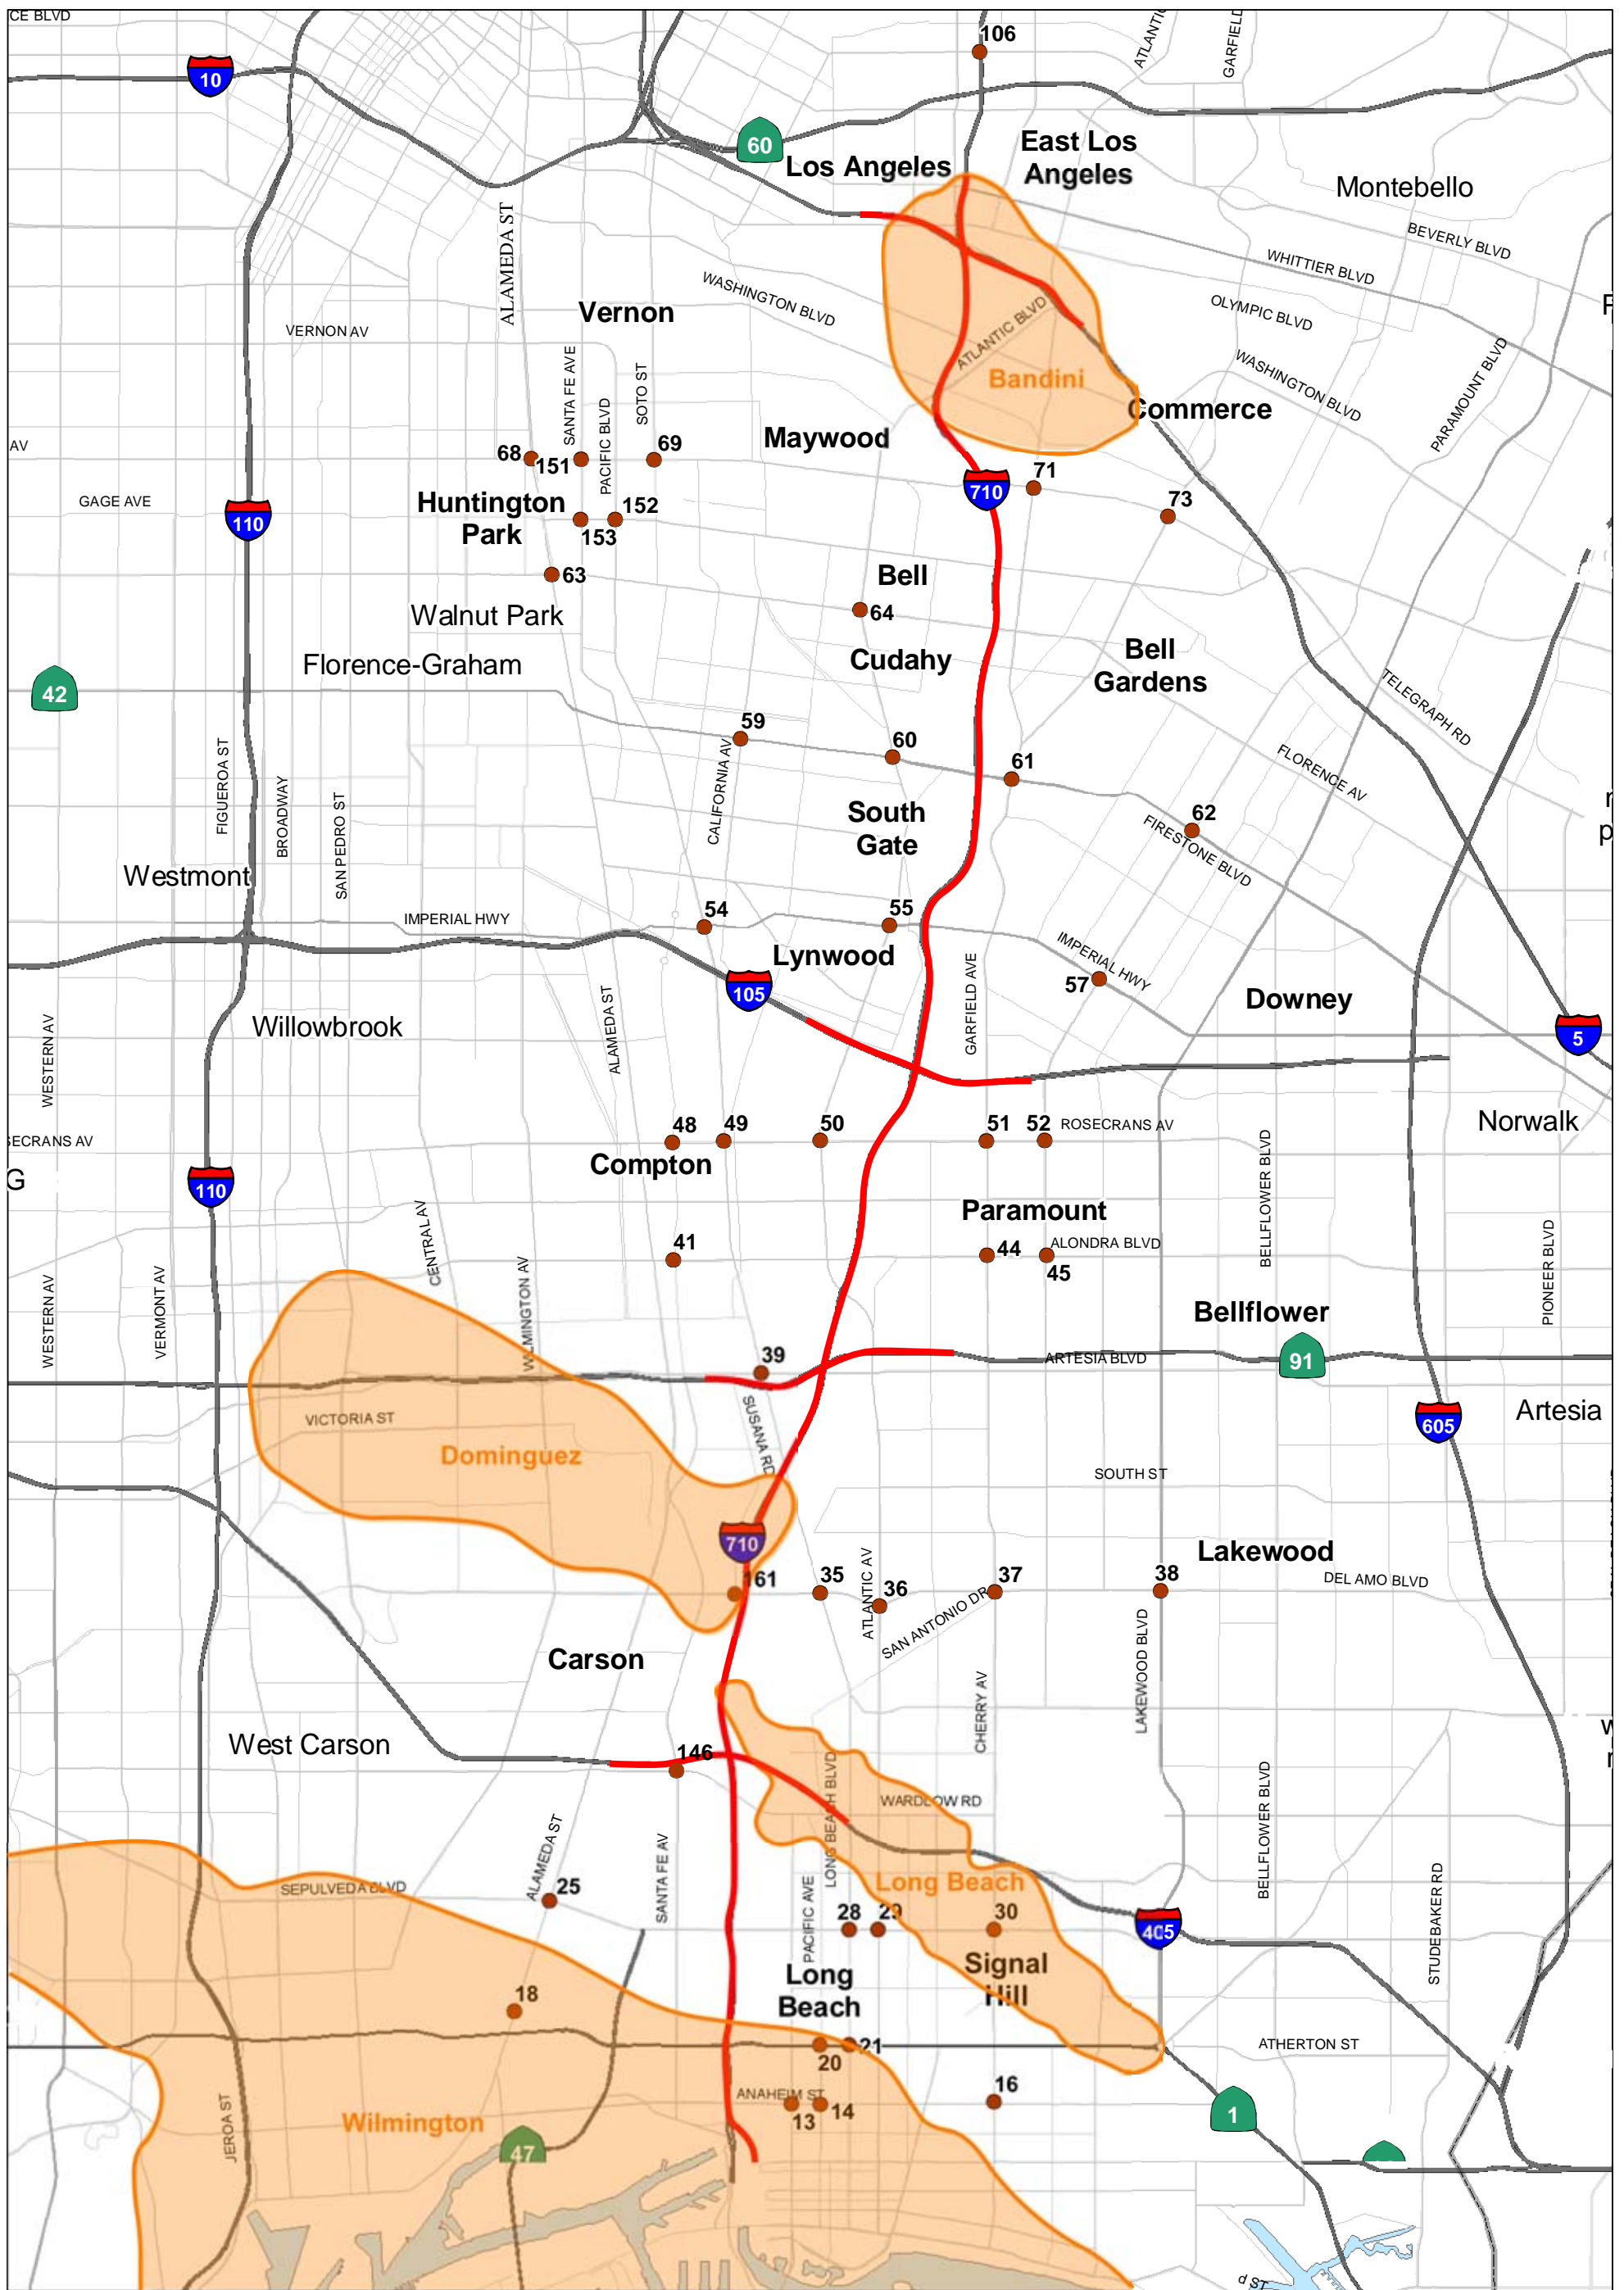 CE BLVD
106
ATLANTIC
GARFIELD
10
60
Los Angeles
East Los
Angeles
Montebello
BEVERLY BLVD
WHITTIER BLVD
ALAMEDA ST
WASHINGTON BLVD
OLYMPIC BLVD
Vernon
VERNON AV
ATLANTIC BLVD
Bandini
WASHINGTON BLVD
PARAMOUNT BLVD
SANTA FE AVE
PACIFIC BLVD
SOTO ST
Commerce
AV
Maywood
68
151
69
71
710
73
GAGE AVE
110
Huntington
Park
152
153
63
Bell
64
Walnut Park
Cudahy
Bell
Gardens
Florence-Graham
42
TELEGRAPH RD
59
60
61
FLORENCE AV
FIGUEROA ST
BROADWAY
SAN PEDRO ST
CALIFORNIA AV
South
Gate
62
FIRESTONE BLVD
Westmont
IMPERIAL HWY
54
55
Lynwood
IMPERIAL HWY
57
105
GARFIELD AVE
Downey
5
WESTERN AV
Willowbrook
ALAMEDA ST
SECRANS AV
48
49
50
51
52
ROSECRANS AV
Norwalk
Compton
G
110
BELLFLOWER BLVD
Paramount
CENTRAL AV
41
44
ALONDRA BLVD
45
PIONEER BLVD
WESTERN AV
VERMONT AV
WILMINGTON AV
Bellflower
39
ARTESIA BLVD
91
VICTORIA ST
SUSANA RD
605
Artesia
Dominguez
SOUTH ST
710
Lakewood
161
35
36
37
38
DEL AMO BLVD
ATLANTIC AV
SAN ANTONIO DR
Carson
LAKEWOOD BLVD
CHERRY AV
West Carson
146
LONG BEACH BLVD
WARDLOW RD
BELLFLOWER BLVD
ALAMEDA ST
SANTA FE AV
SEPULVEDA BLVD
25
Long Beach
PACIFIC AVE
28
29
30
405
STUDEBAKER RD
Signal
Hill
Long
Beach
18
20
21
ATHERTON ST
ANAHEIM ST
13
14
16
1
Wilmington
47
JEROA ST
d ST